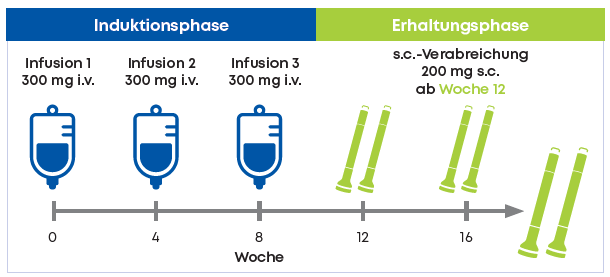 Induktionsphase
Erhaltungsphase
Infusion 1
300 mg i.v.
Infusion 2
300 mg i.v.
Infusion 3
300 mg i.v.
s.c.-Verabreichung
200 mg s.c.
ab Woche 12
0
4
8
12
16
Woche